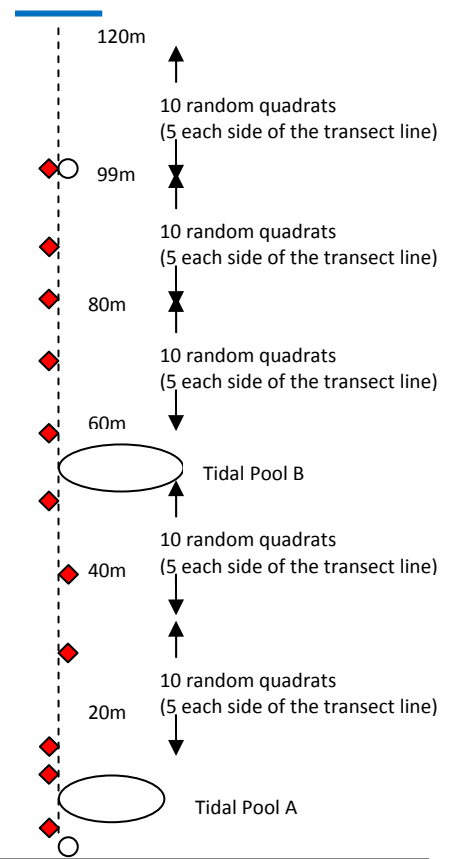 120m
10 random quadrats
(5 each side of the transect line)
99m
10 random quadrats
(5 each side of the transect line)
80m
10 random quadrats
(5 each side of the transect line)
60m
Tidal Pool B
10 random quadrats
40m
(5 each side of the transect line)
10 random quadrats
20m
(5 each side of the transect line)
Tidal Pool A